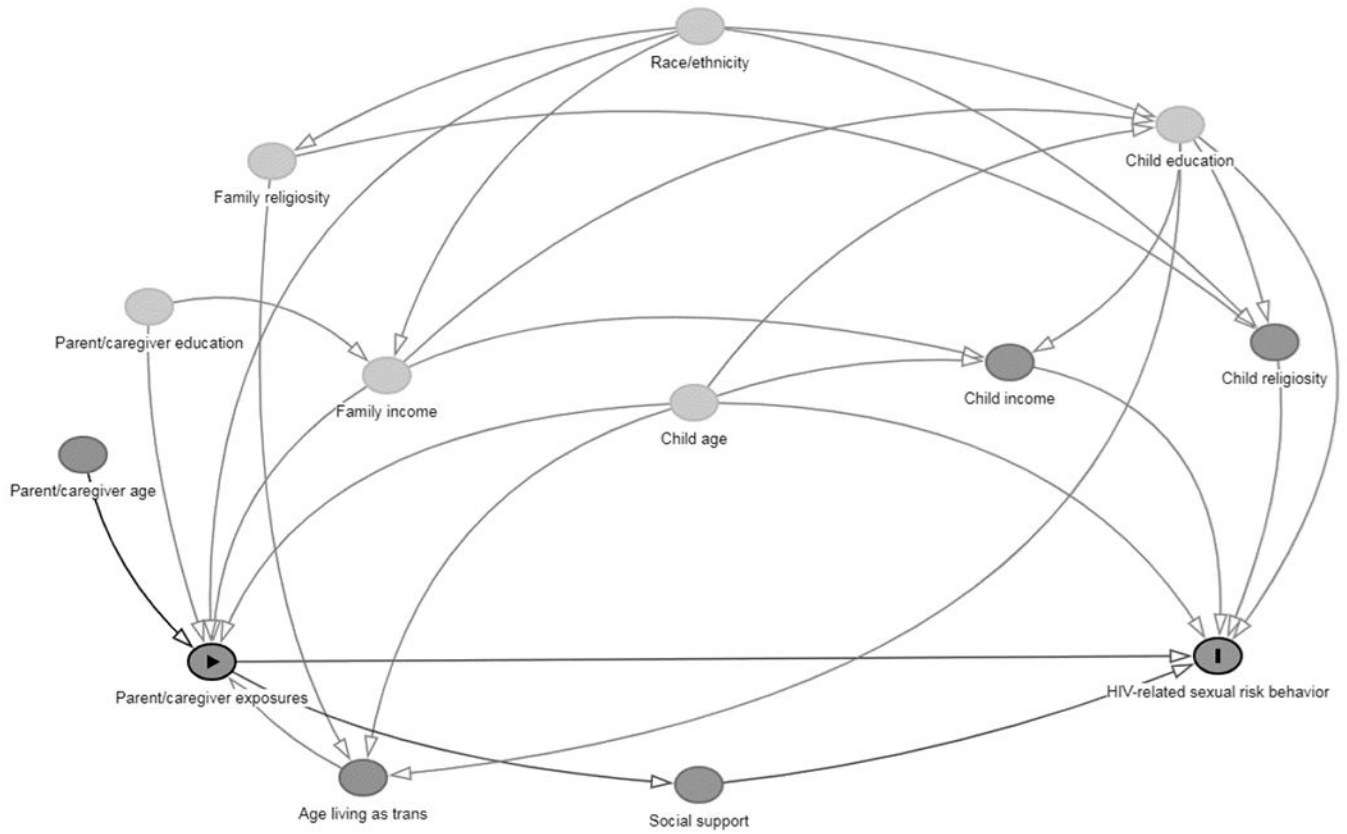 Race/ethnicity
Child education
Family religiosity
Parent/caregiver education
Family income
Child income
Child religiosity
Child age
Parent/caregiver age
Parent/caregiver exposures
HIV-related sexual risk behavior
Age living as trans
Social support